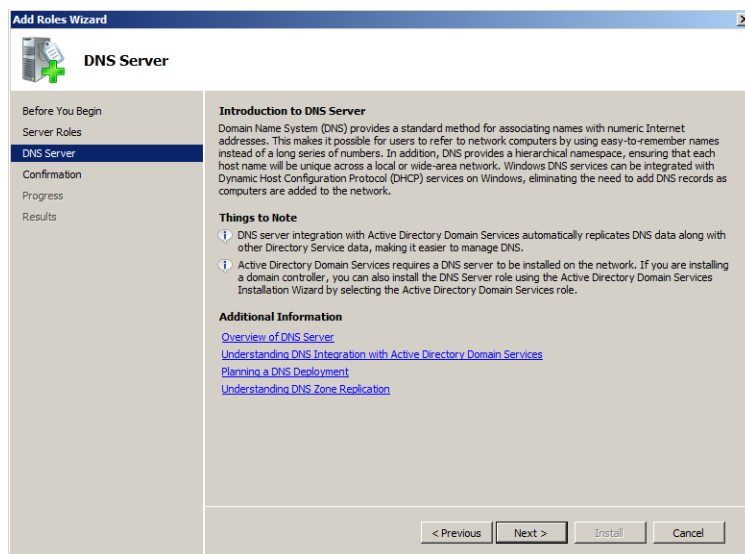 Add Roles Wizard
DNS Server
Before You Begin
Server Roles
DNS Server
Confirmation
Progress
Results
Introduction to DNS Server
Domain Name System (DNS) provides a standard method for associating names with numeric Internet
addresses. This makes it possible for users to refer to network computers by using easy-to-remember names
instead of a long series of numbers. In addition, DNS provides a hierarchical namespace, ensuring that each
host name will be unique across a local or wide-area network. Windows DNS services can be integrated with
Dynamic Host Configuration Protocol (DHCP) services on Windows, eliminating the need to add DNS records as
computers are added to the network.
Things to Note
DNS server integration with Active Directory Domain Services automatically replicates DNS data along with
other Directory Service data, making it easier to manage DNS.
Active Directory Domain Services requires a DNS server to be installed on the network. If you are installing
a domain controller, you can also install the DNS Server role using the Active Directory Domain Services
Installation Wizard by selecting the Active Directory Domain Services role.
Additional Information
Overview of DNS Server
Understanding DNS Integration with Active Directory Domain Services
Planning a DNS Deployment
Understanding DNS Zone Replication
< Previous
Next >
Install
Cancel